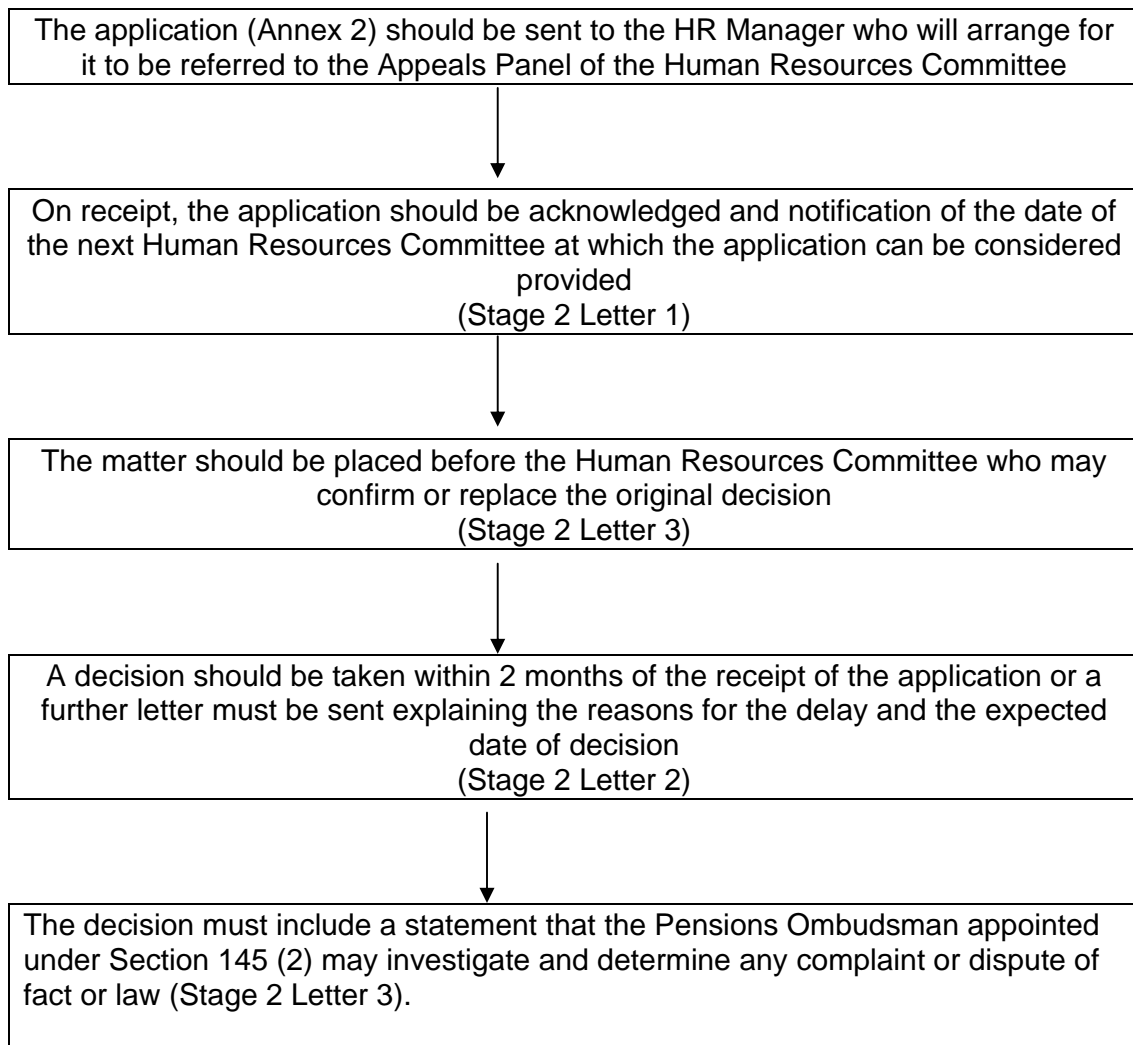 The application (Annex 2) should be sent to the HR Manager who will arrange for
it to be referred to the Appeals Panel of the Human Resources Committee
On receipt, the application should be acknowledged and notification of the date of
the next Human Resources Committee at which the application can be considered
provided
(Stage 2 Letter 1)
The matter should be placed before the Human Resources Committee who may
confirm or replace the original decision
(Stage 2 Letter 3)
A decision should be taken within 2 months of the receipt of the application or a
further letter must be sent explaining the reasons for the delay and the expected
date of decision
(Stage 2 Letter 2)
The decision must include a statement that the Pensions Ombudsman appointed
under Section 145 (2) may investigate and determine any complaint or dispute of
fact or law (Stage 2 Letter 3).